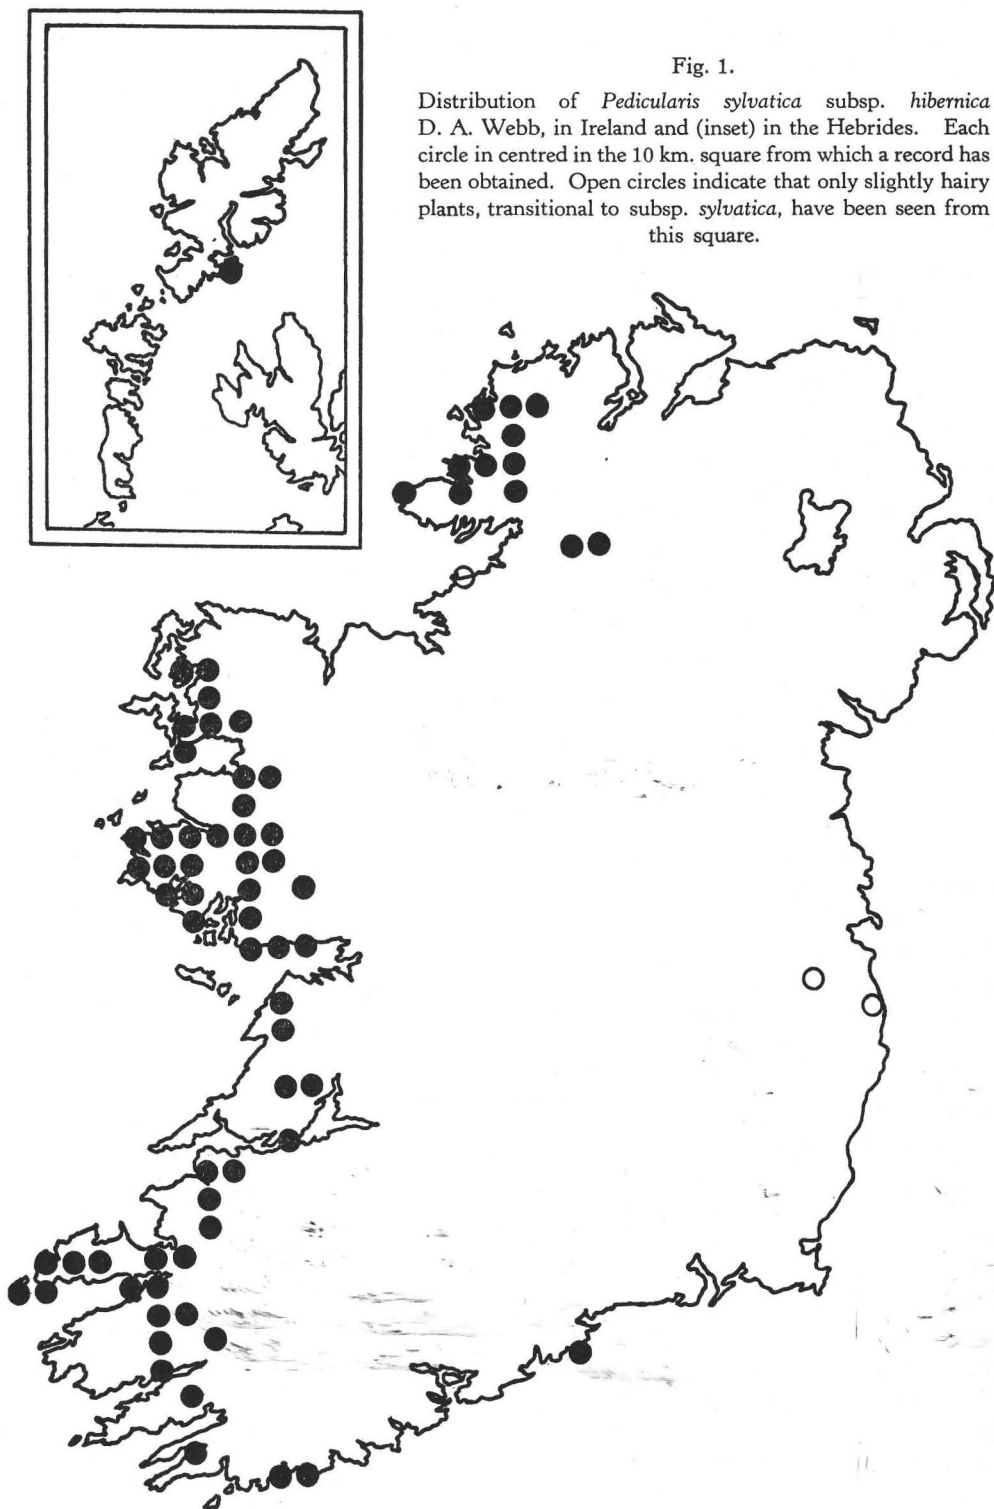 Fig. 1.
Distribution of Pedicularis sylvatica subsp. hibernica
D. A. Webb, in Ireland and (inset) in the Hebrides. Each
circle in centred in the 10 km. square from which a record has
been obtained. Open circles indicate that only slightly hairy
plants, transitional to subsp. sylvatica, have been seen from
this square.